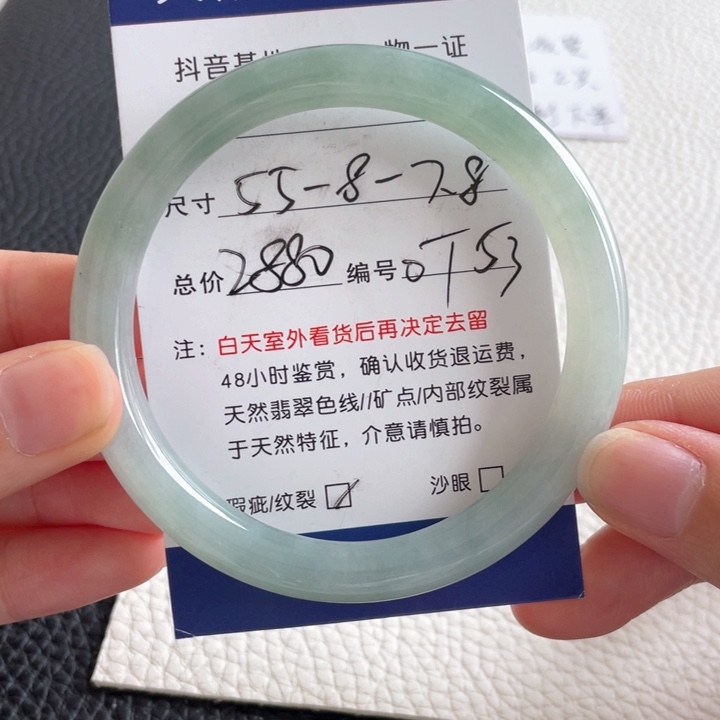 抖音基地 物一证
尺寸 55-8-7.8
总价 2880 编号 0T53
注：白天室外看货后再决定去留
48小时鉴赏，确认收货退运费，
天然翡翠色线//矿点/内部纹裂属
于天然特征，介意请慎拍。
瑕疵/纹裂 沙眼